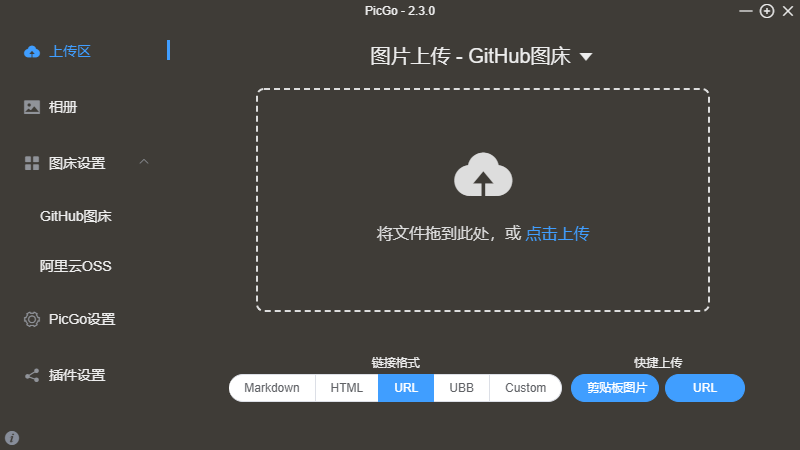 PicGo - 2.3.0
上传区
相册
图床设置
GitHub图床
阿里云OSS
PicGo设置
插件设置
图片上传 - GitHub图床
将文件拖到此处，或 点击上传
链接格式
Markdown HTML URL UBB Custom
快捷上传
剪贴板图片 URL